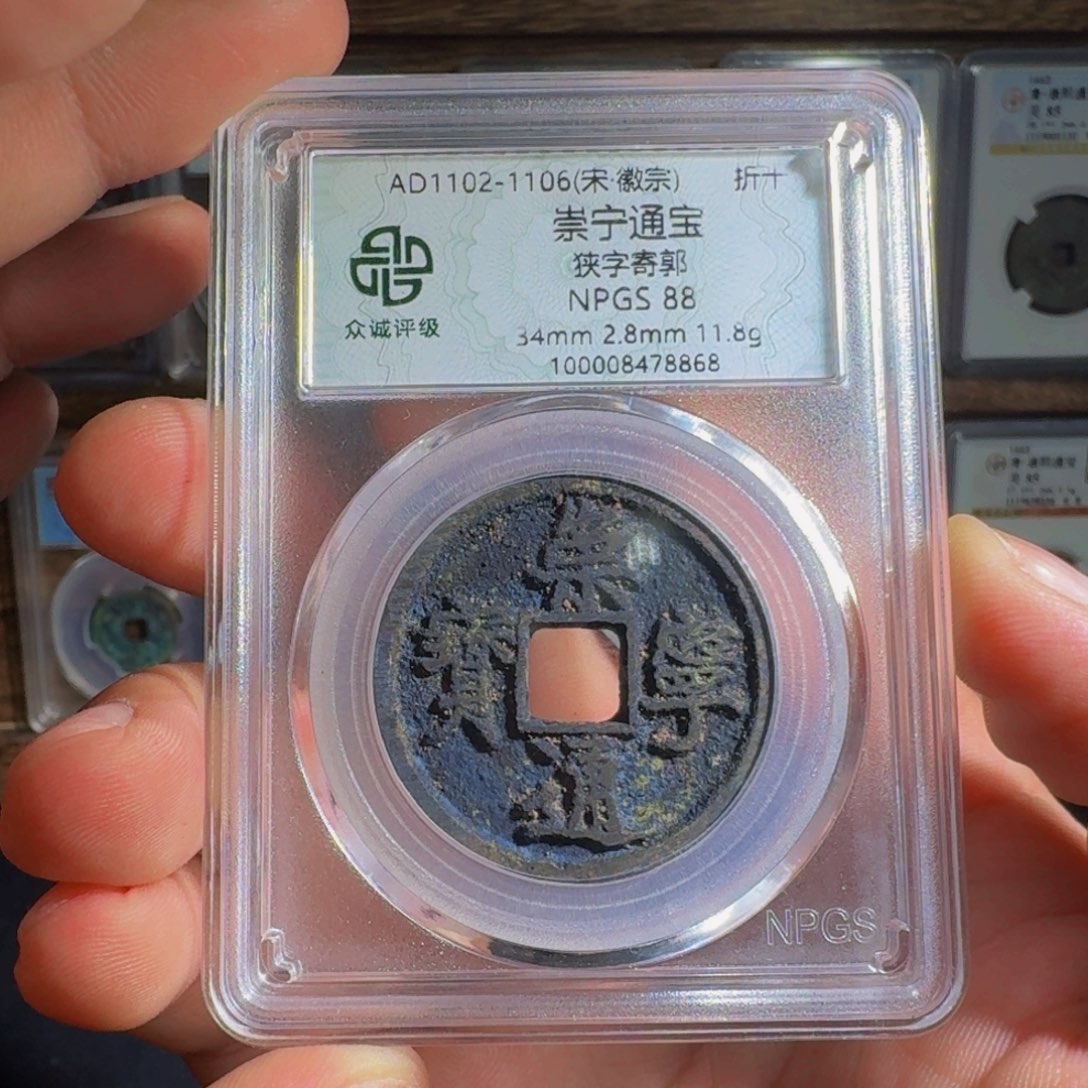 AD1102-1106(宋·徽宗) 折十
崇宁通宝
狭字寄郭
NPGS 88
34mm 2.8mm 11.8g
100008478868
众诚评级
崇寧通寳
NPGS